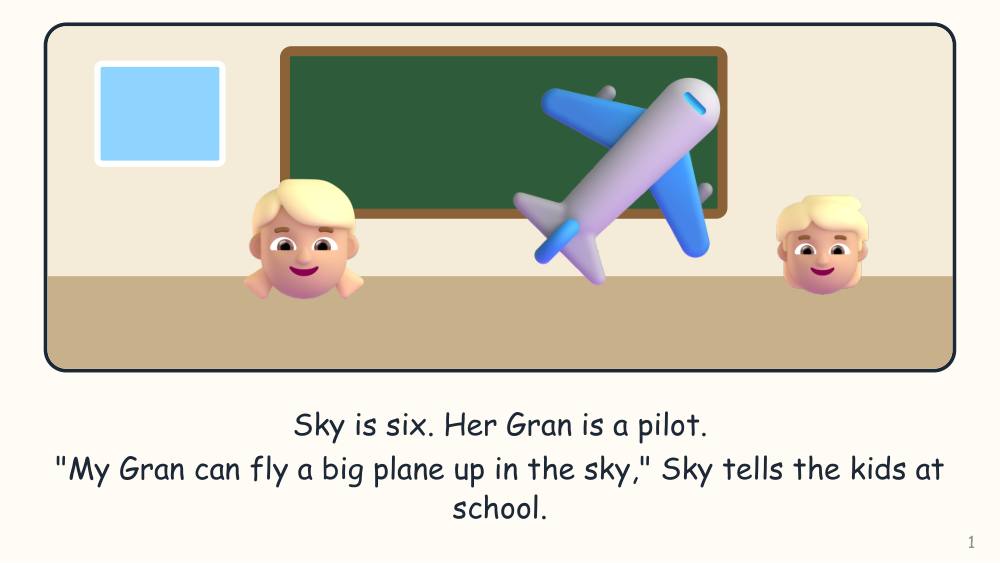 Sky is six. Her Gran is a pilot.
"My Gran can fly a big plane up in the sky," Sky tells the kids at
school.
1